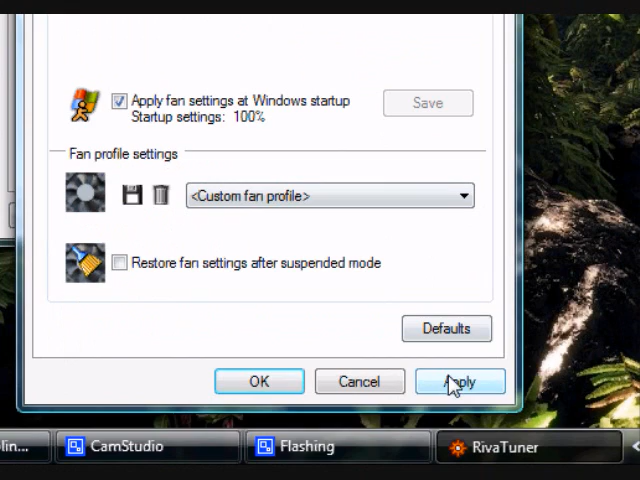 Apply fan settings at Windows startup
Save
Startup settings: 100%
Fan profile settings
<Custom fan profile>
Restore fan settings after suspended mode
Defaults
OK
Cancel
Apply
lin...
CamStudio
Flashing
RivaTuner